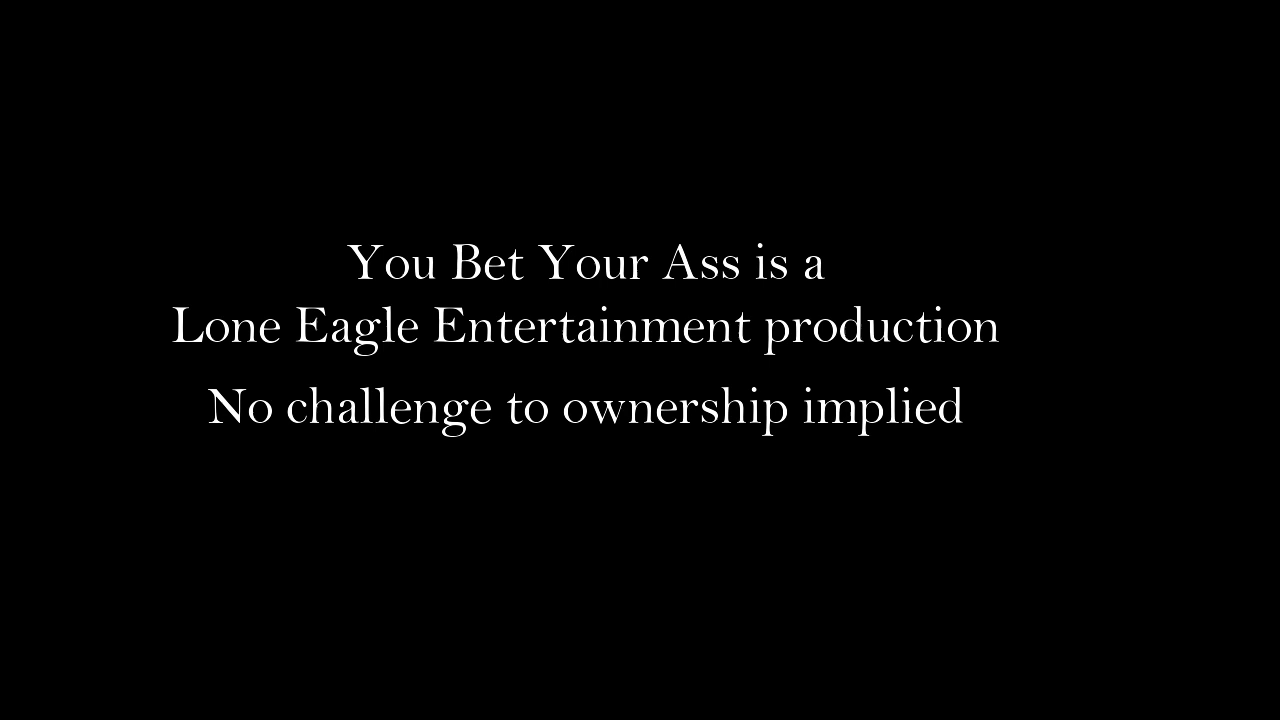 You Bet Your Ass is a
Lone Eagle Entertainment production
No challenge to ownership implied